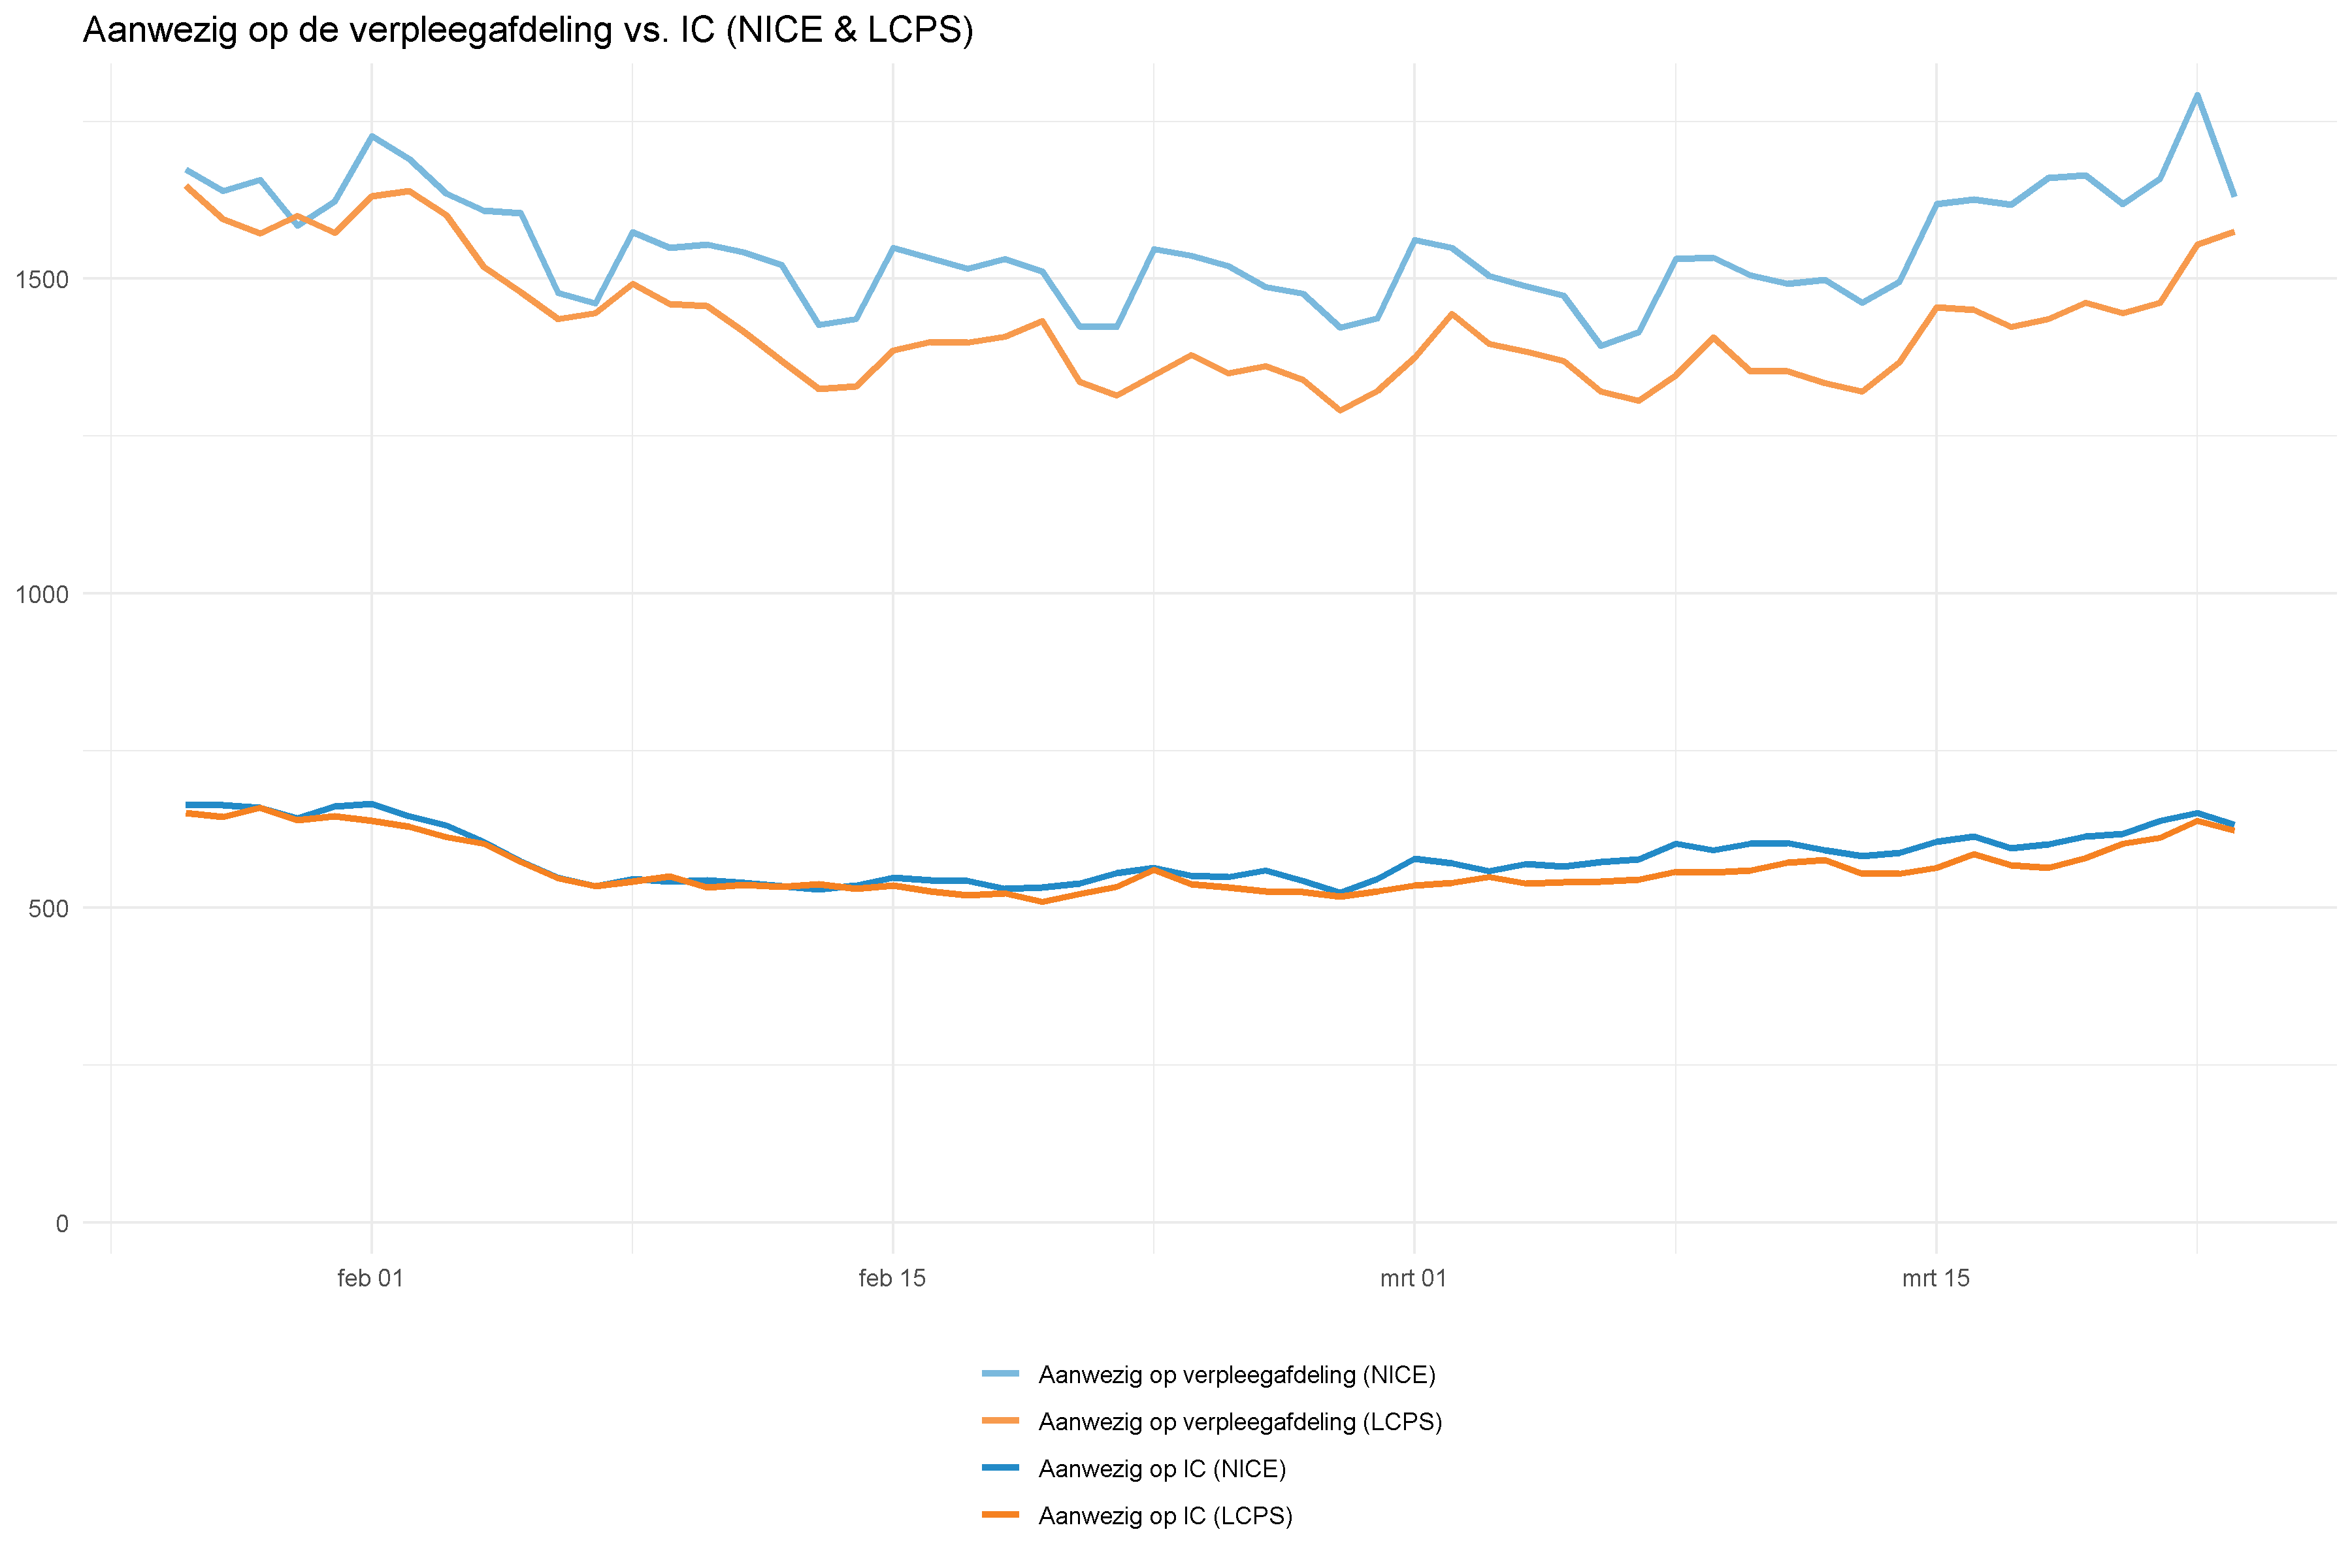 Aanwezig op de verpleegafdeling vs. IC (NICE & LCPS)
1500
1000
500
0
feb 01 feb 15 mrt 01 mrt 15
Aanwezig op verpleegafdeling (NICE)
Aanwezig op verpleegafdeling (LCPS)
Aanwezig op IC (NICE)
Aanwezig op IC (LCPS)